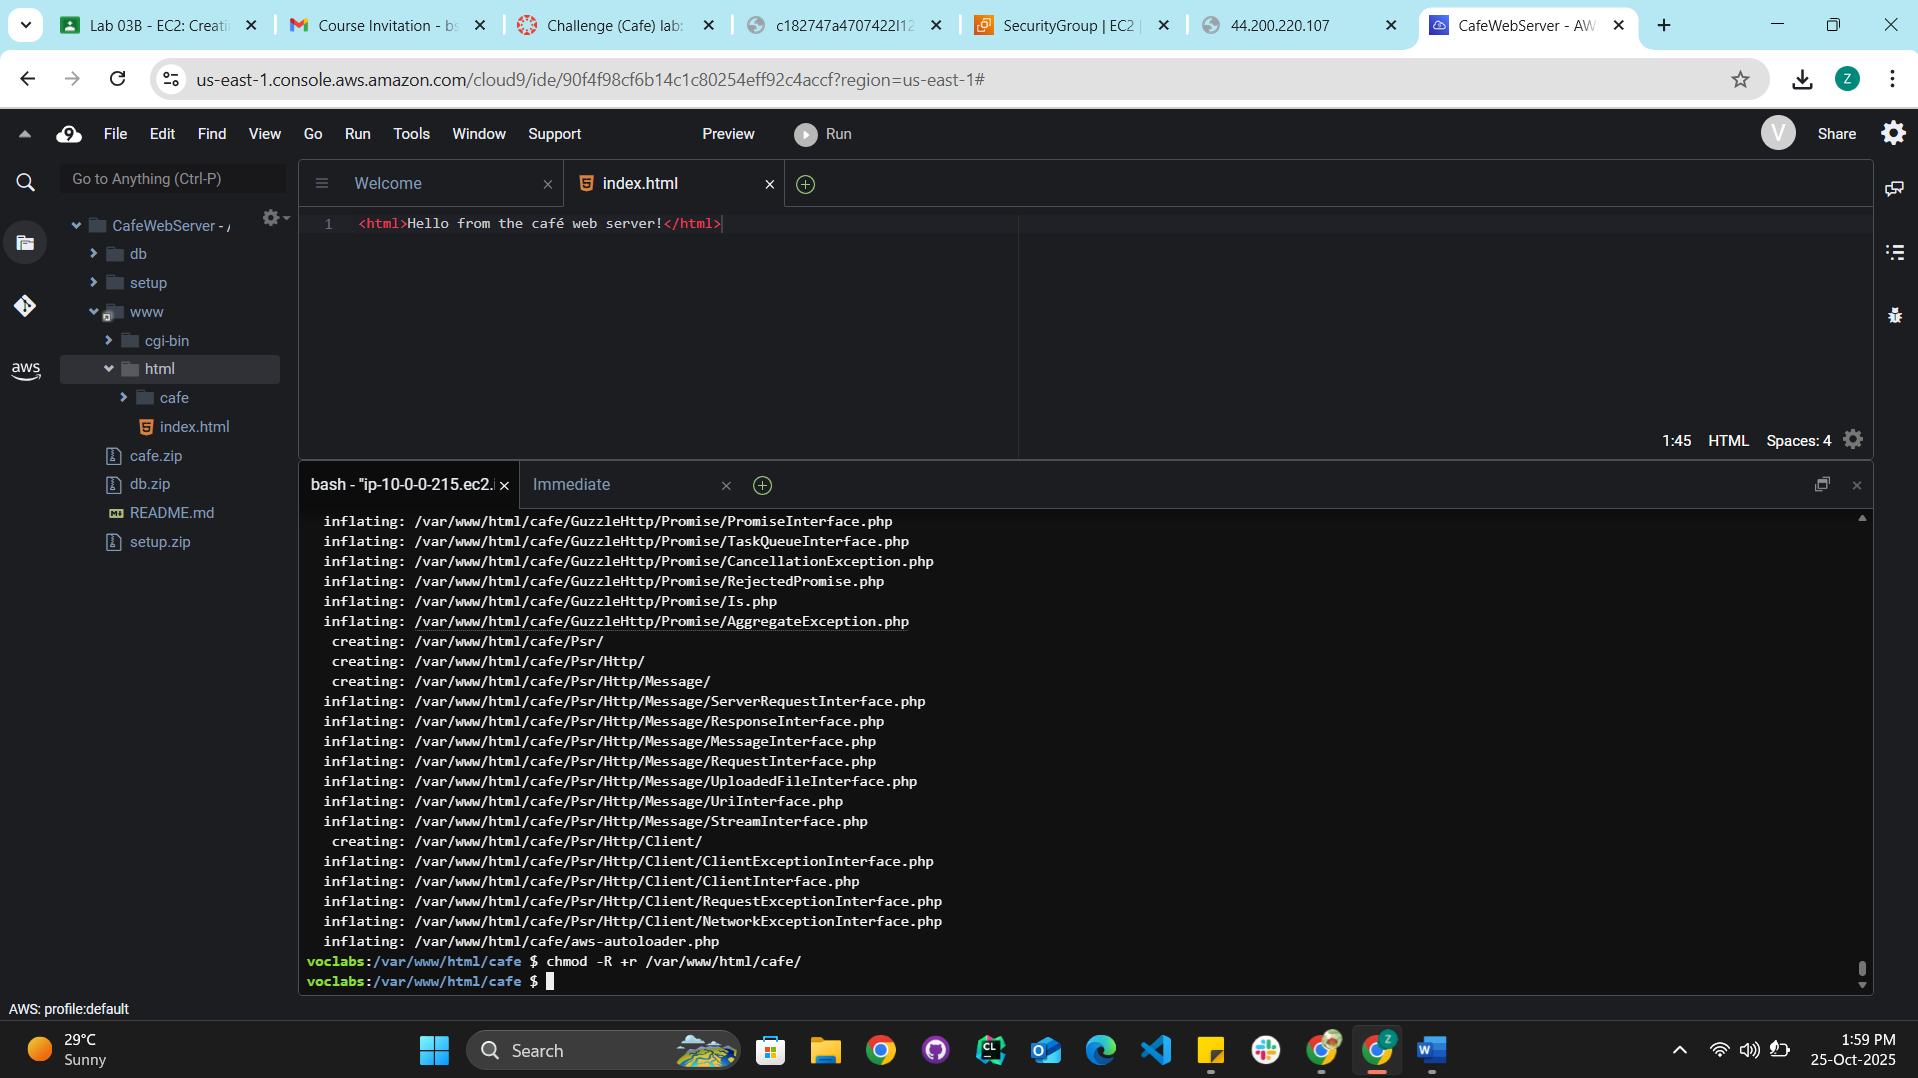 Lab 03B - EC2: Creati
Course Invitation - bs
Challenge (Cafe) lab:
c182747a4707422l12
SecurityGroup | EC2 |
44.200.220.107
CafeWebServer - AW
us-east-1.console.aws.amazon.com/cloud9/ide/90f4f98cf6b14c1c80254eff92c4accf?region=us-east-1#
Z
9
File Edit Find View Go Run Tools Window Support Preview Run
V
Share
Go to Anything (Ctrl-P)
Welcome
index.html
1 <html>Hello from the café web server!</html>
CafeWebServer - /
db
setup
www
cgi-bin
html
cafe
index.html
cafe.zip
db.zip
README.md
setup.zip
aws
1:45 HTML Spaces: 4
bash - "ip-10-0-0-215.ec2.i
Immediate
inflating: /var/www/html/cafe/GuzzleHttp/Promise/PromiseInterface.php
inflating: /var/www/html/cafe/GuzzleHttp/Promise/TaskQueueInterface.php
inflating: /var/www/html/cafe/GuzzleHttp/Promise/CancellationException.php
inflating: /var/www/html/cafe/GuzzleHttp/Promise/RejectedPromise.php
inflating: /var/www/html/cafe/GuzzleHttp/Promise/Is.php
inflating: /var/www/html/cafe/GuzzleHttp/Promise/AggregateException.php
creating: /var/www/html/cafe/Psr/
creating: /var/www/html/cafe/Psr/Http/
creating: /var/www/html/cafe/Psr/Http/Message/
inflating: /var/www/html/cafe/Psr/Http/Message/ServerRequestInterface.php
inflating: /var/www/html/cafe/Psr/Http/Message/ResponseInterface.php
inflating: /var/www/html/cafe/Psr/Http/Message/MessageInterface.php
inflating: /var/www/html/cafe/Psr/Http/Message/RequestInterface.php
inflating: /var/www/html/cafe/Psr/Http/Message/UploadedFileInterface.php
inflating: /var/www/html/cafe/Psr/Http/Message/UriInterface.php
inflating: /var/www/html/cafe/Psr/Http/Message/StreamInterface.php
creating: /var/www/html/cafe/Psr/Http/Client/
inflating: /var/www/html/cafe/Psr/Http/Client/ClientExceptionInterface.php
inflating: /var/www/html/cafe/Psr/Http/Client/ClientInterface.php
inflating: /var/www/html/cafe/Psr/Http/Client/RequestExceptionInterface.php
inflating: /var/www/html/cafe/Psr/Http/Client/NetworkExceptionInterface.php
inflating: /var/www/html/cafe/aws-autoloader.php
voclabs:/var/www/html/cafe $ chmod -R +r /var/www/html/cafe/
voclabs:/var/www/html/cafe $
AWS: profile:default
29°C
Sunny
Search
1:59 PM
25-Oct-2025